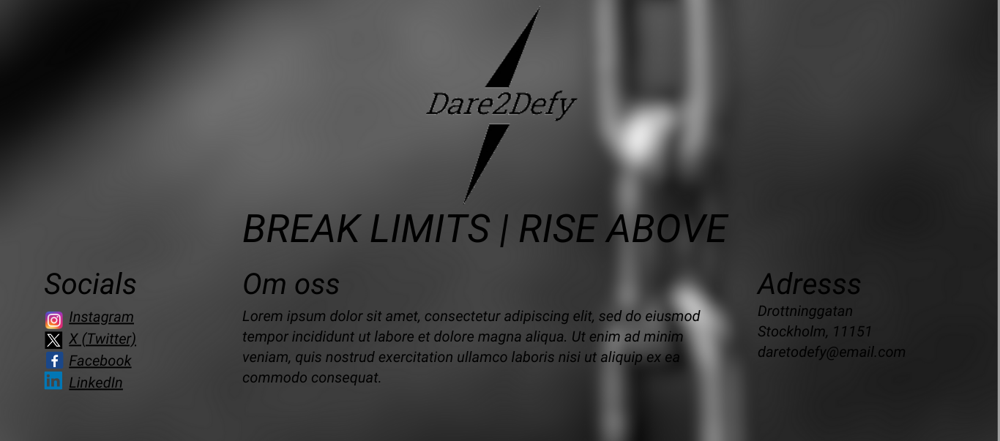 Dare2Defy
BREAK LIMITS | RISE ABOVE
Socials
Instagram
X (Twitter)
Facebook
LinkedIn
Om oss
Lorem ipsum dolor sit amet, consectetur adipiscing elit, sed do eiusmod
tempor incididunt ut labore et dolore magna aliqua. Ut enim ad minim
veniam, quis nostrud exercitation ullamco laboris nisi ut aliquip ex ea
commodo consequat.
Adresss
Drottninggatan
Stockholm, 11151
daretodefy@email.com